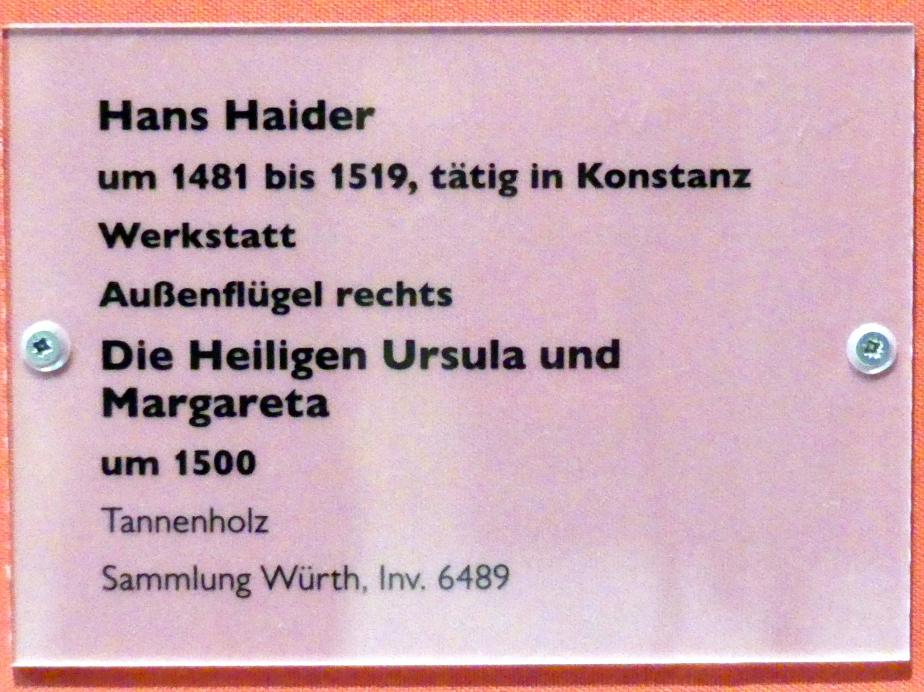 Hans Haider
um 1481 bis 1519, tätig in Konstanz
Werkstatt
Außenflügel rechts
Die Heiligen Ursula und
Margareta
um 1500
Tannenholz
Sammlung Würth, Inv. 6489